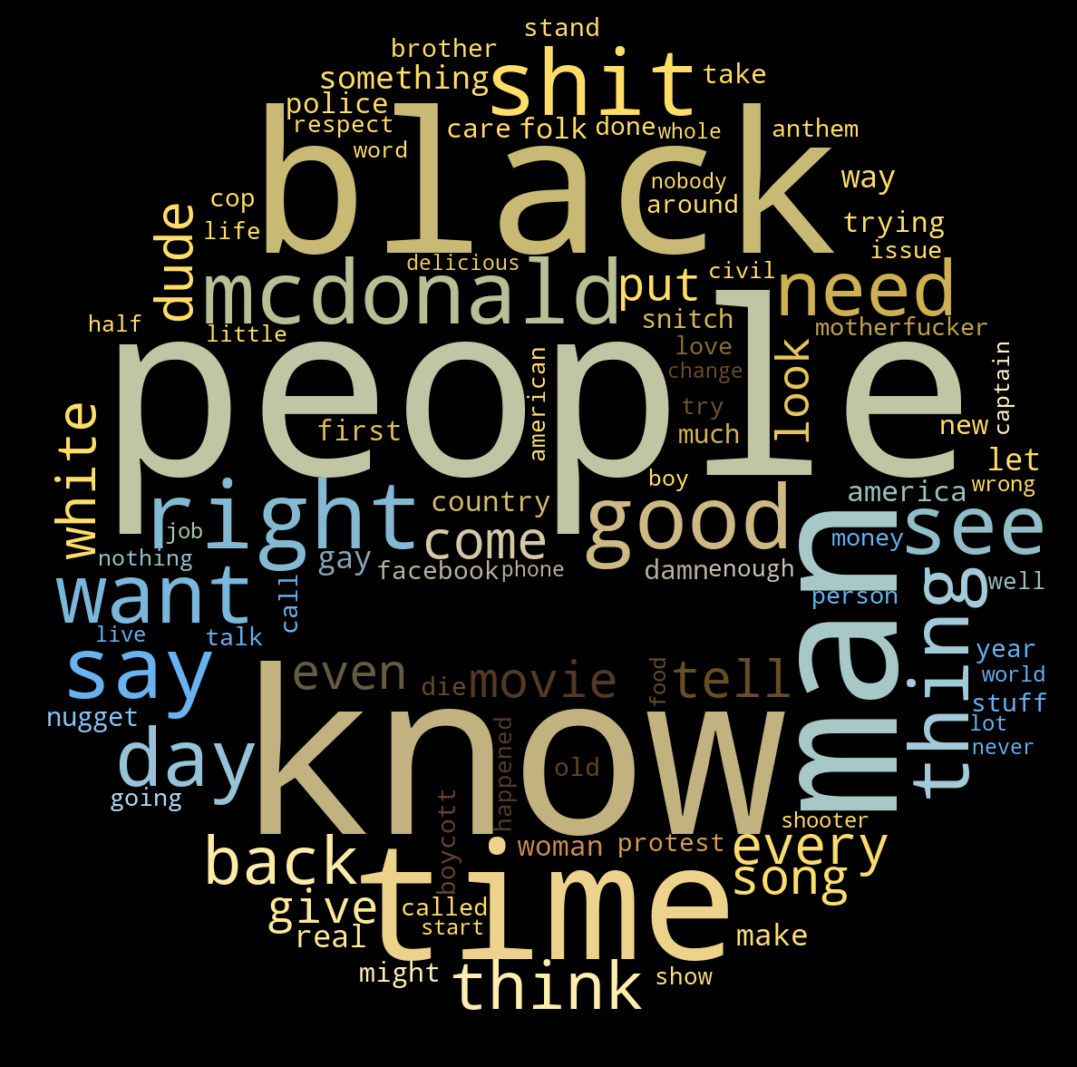 stand
brother
something shit take
police
respect care folk done whole anthem
word
black
nobody
around
way
cop
life
dude
trying
issue
delicious
mcdonald put civil need
snitch
motherfucker
half
little
love
change
look
captain
people
american
try
first
much
new
white
let
wrong
boy
right country good america
job
come
man
money see
nothing
gay facebook phone damn enough
want
call
person
thing
well
live talk
say
year
world
even die movie food tell
nugget
stuff
lot
never
know
day
happened
old
going
boycott
shooter
back
time
woman protest every
song
give called
real start
make
might think show